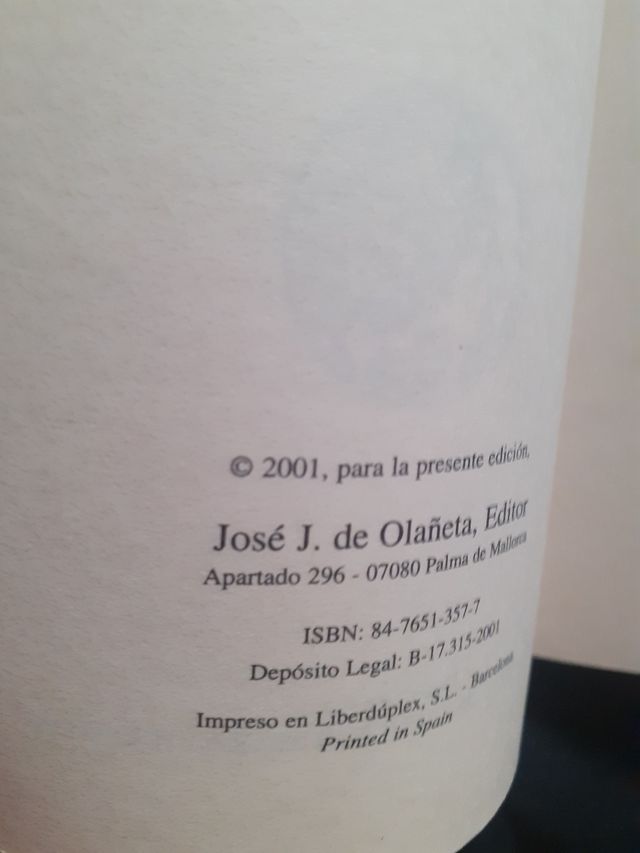 © 2001, para la presente edición,
José J. de Olañeta, Editor
Apartado 296 - 07080 Palma de Mallorca
ISBN: 84-7651-357-7
Depósito Legal: B-17.315-2001
Impreso en Liberdúplex, S.L. - Barcelona
Printed in Spain